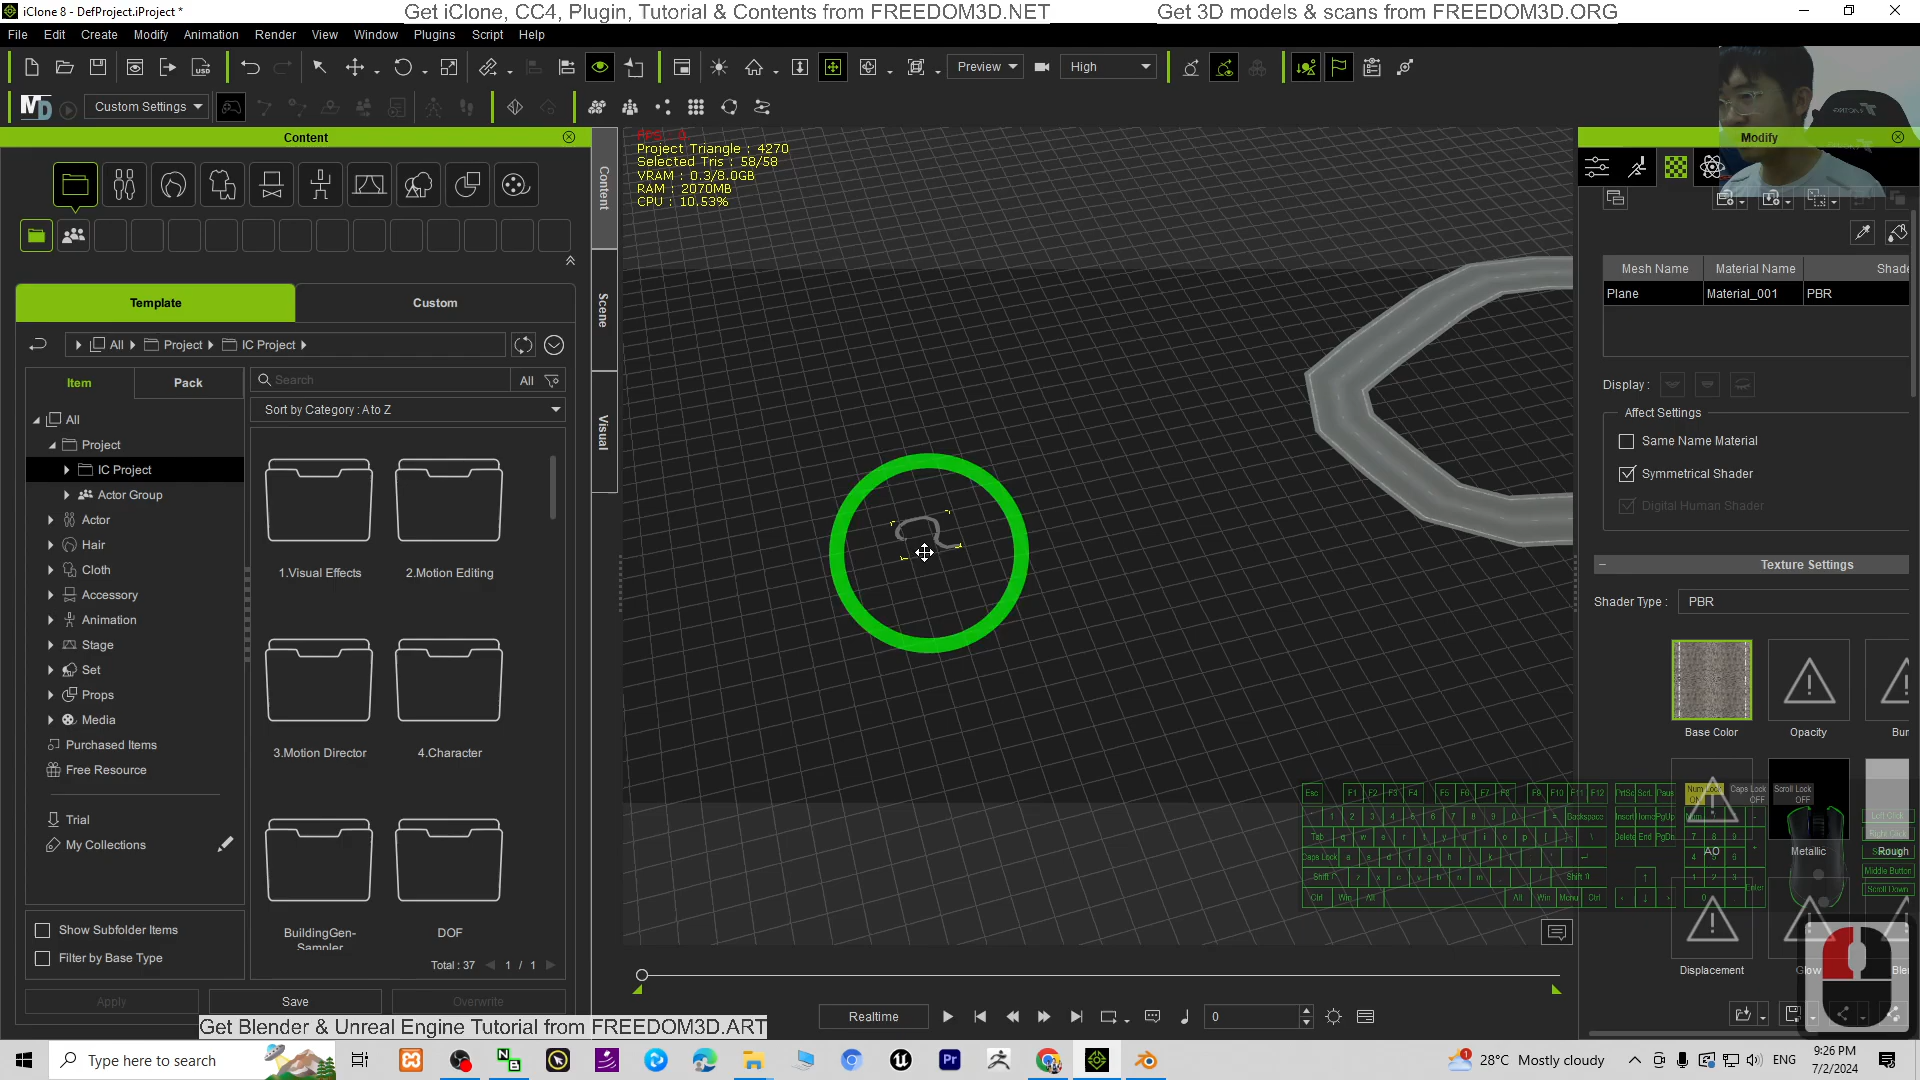 iClone 8 - DefProject.iProject *
Get iClone, CC4, Plugin, Tutorial & Contents from FREEDOM3D.NET
Get 3D models & scans from FREEDOM3D.ORG
File Edit Create Modify Animation Render View Window Plugins Script Help
Preview High
Custom Settings
Content
Modify
FPS : 0
Project Triangle : 4270
Selected Tris : 58/58
VRAM : 0.3/8.0GB
RAM : 2070MB
CPU : 10.53%
Content
Scene
Visual
Template Custom
All Project IC Project
Item Pack
Search All
Sort by Category : A to Z
All
Project
IC Project
Actor Group
Actor
Hair
Cloth
Accessory
Animation
Stage
Set
Props
Media
Purchased Items
Free Resource
Trial
My Collections
1.Visual Effects 2.Motion Editing
3.Motion Director 4.Character
BuildingGen-Sampler DOF
Show Subfolder Items
Filter by Base Type
Total : 37 1 / 1
Apply Save Overwrite
Get Blender & Unreal Engine Tutorial from FREEDOM3D.ART
Mesh Name Material Name Shade
Plane Material_001 PBR
Display :
Affect Settings
Same Name Material
Symmetrical Shader
Digital Human Shader
Texture Settings
Shader Type : PBR
Base Color Opacity Bur
AO Metallic Rough
Displacement Glow Ble
Realtime 0
Type here to search
28°C Mostly cloudy
ENG
9:26 PM
7/2/2024